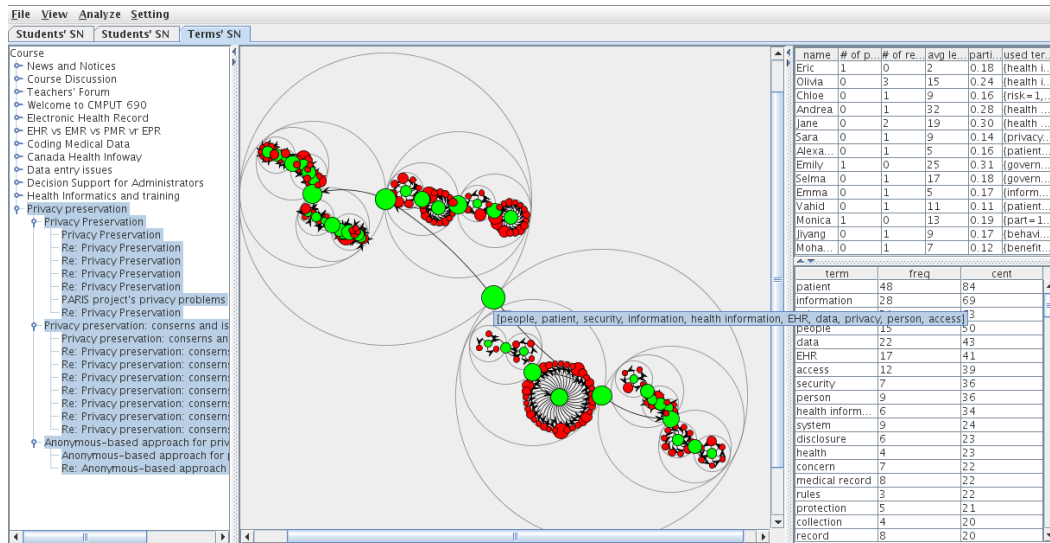 File View Analyze Setting
Students' SN Students' SN Terms' SN
Course
News and Notices
Course Discussion
Teachers' Forum
Welcome to CMPUT 690
Electronic Health Record
EHR vs EMR vs PMR vr EPR
Coding Medical Data
Canada Health Infoway
Data entry issues
Decision Support for Administrators
Health Informatics and training
Privacy preservation
Privacy Preservation
Privacy Preservation
Re: Privacy Preservation
Re: Privacy Preservation
Re: Privacy Preservation
Re: Privacy Preservation
PARIS project's privacy problems
Re: Privacy Preservation
Privacy preservation: conserns and is
Privacy preservation: conserns an
Re: Privacy preservation: conserns
Re: Privacy preservation: conserns
Re: Privacy preservation: conserns
Re: Privacy preservation: conserns
Re: Privacy preservation: conserns
Re: Privacy preservation: conserns
Re: Privacy preservation: conserns
Anonymous-based approach for priv
Anonymous-based approach for
Re: Anonymous-based approach
[people, patient, security, information, health information, EHR, data, privacy, person, access]
name # of p... # of re... avg le... parti... used ter...
Eric 1 0 2 0.18 {health i...
Olivia 0 3 15 0.24 {health i...
Chloe 0 1 9 0.16 {risk=1,...
Andrea 0 1 32 0.28 {health ...
Jane 0 2 19 0.30 {health ...
Sara 0 1 9 0.14 {privacy...
Alexa... 0 1 5 0.16 {patient...
Emily 1 0 25 0.31 {govern...
Selma 0 1 17 0.18 {govern...
Emma 0 1 5 0.17 {inform...
Vahid 0 1 11 0.11 {patient...
Monica 1 0 13 0.19 {part=1...
Jiyang 0 1 9 0.17 {behavi...
Moha... 0 1 7 0.12 {benefit...
term freq cent
patient 48 84
information 28 69
people 15 50
data 22 43
EHR 17 41
access 12 39
security 7 36
person 9 36
health inform... 6 34
system 9 24
disclosure 6 23
health 4 23
concern 7 22
medical record 8 22
rules 3 22
protection 5 21
collection 4 20
record 8 20